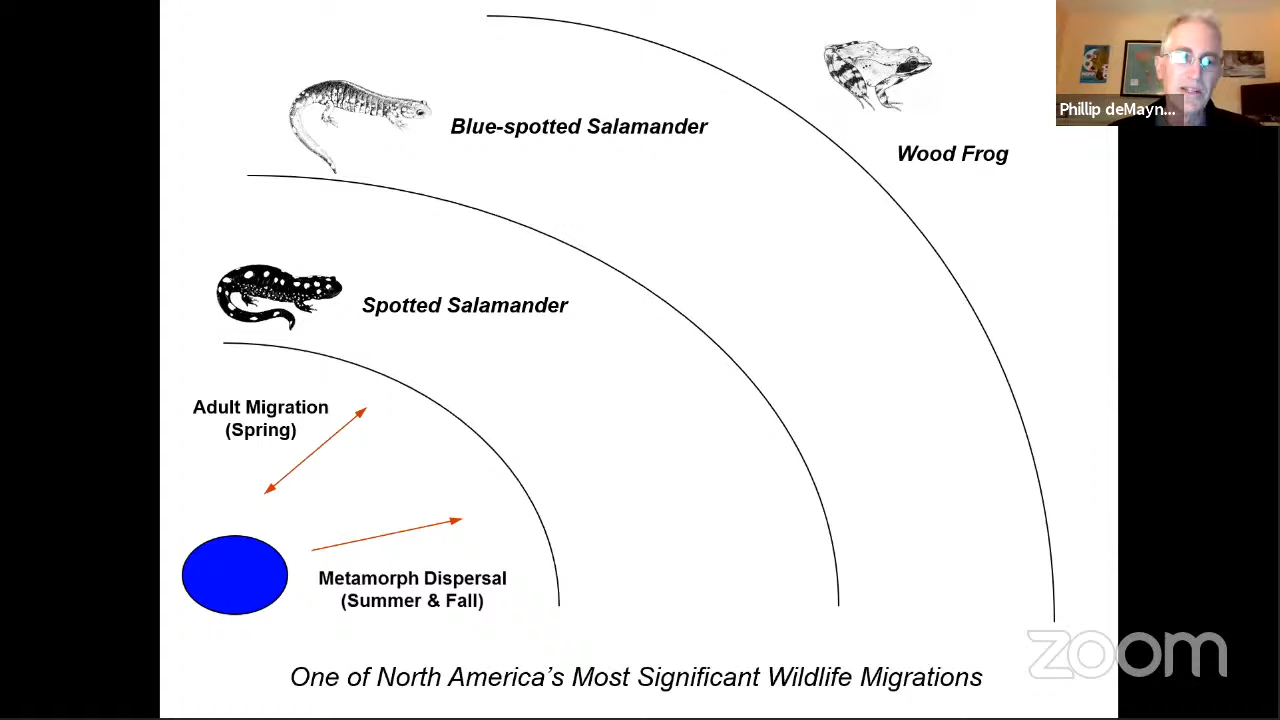 Phillip deMayn...
Blue-spotted Salamander
Wood Frog
Spotted Salamander
Adult Migration
(Spring)
Metamorph Dispersal
(Summer & Fall)
One of North America's Most Significant Wildlife Migrations
zoom